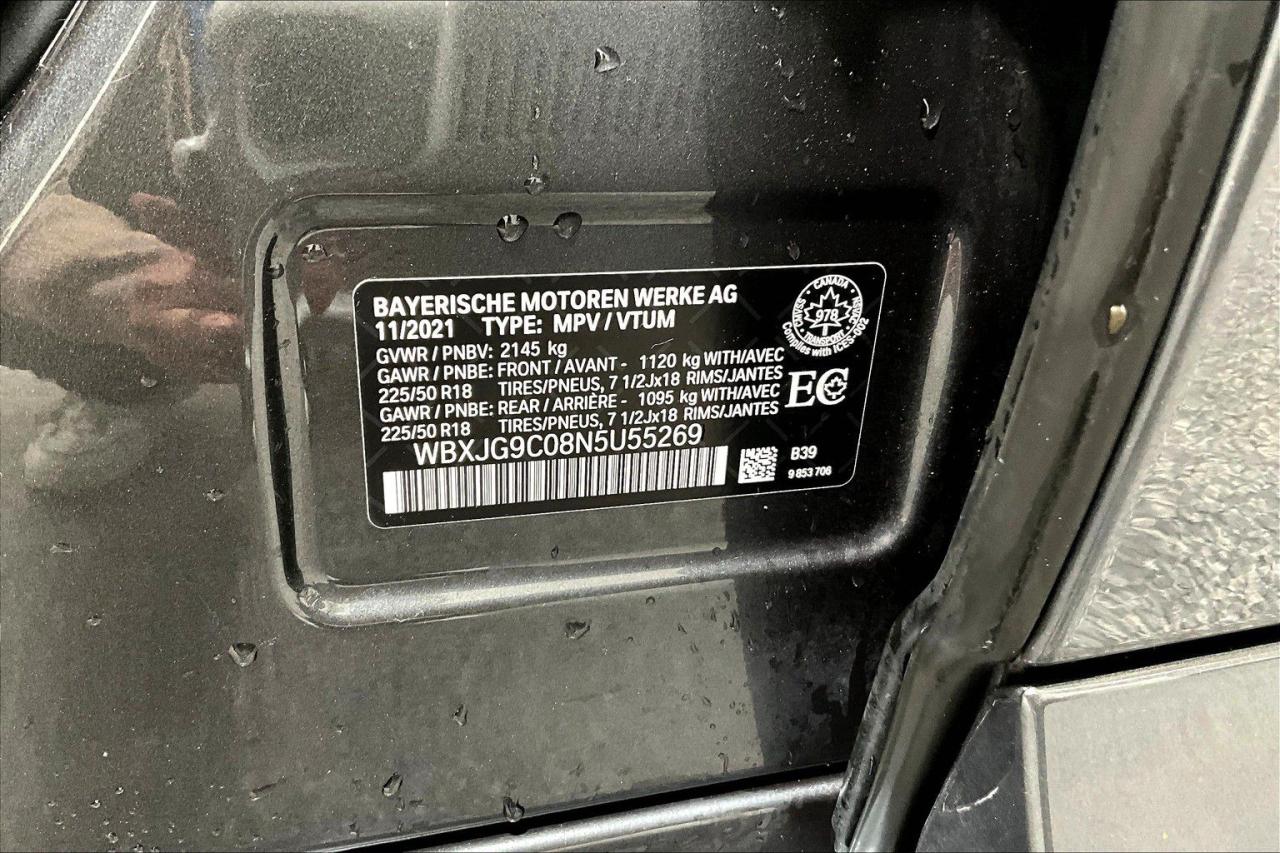 BAYERISCHE MOTOREN WERKE AG
11/2021 TYPE: MPV / VTUM
GVWR / PNBV: 2145 kg
GAWR / PNBE: FRONT / AVANT - 1120 kg WITH/AVEC
225/50 R18 TIRES/PNEUS, 7 1/2Jx18 RIMS/JANTES
GAWR / PNBE: REAR / ARRIÈRE - 1095 kg WITH/AVEC
225/50 R18 TIRES/PNEUS, 7 1/2Jx18 RIMS/JANTES
WBXJG9C08N5U55269
CANADA
CMVSS 978 NSVAC
TRANSPORT
Complies with ICES-002
EC
B39
9 853 706